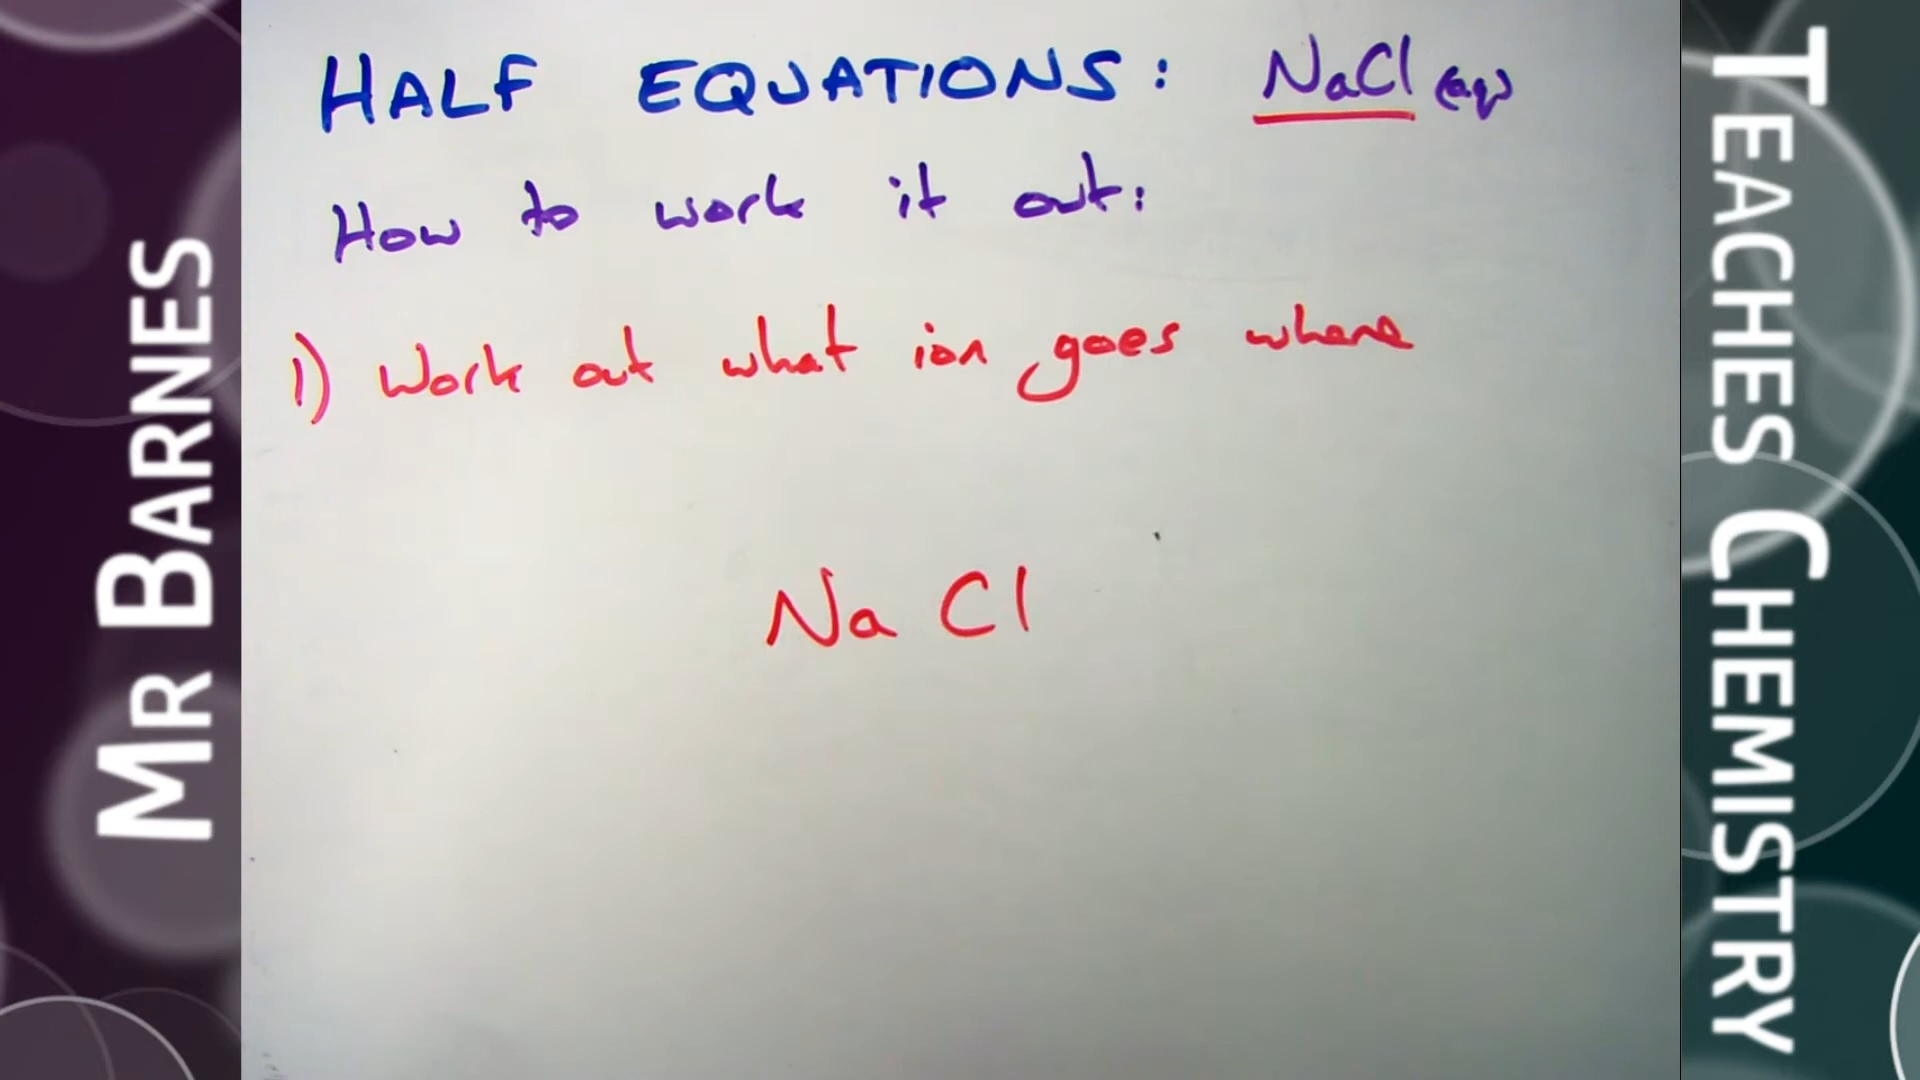 MR BARNES
HALF EQUATIONS: NaCl (aq)
How to work it out:
1) Work out what ion goes where
Na Cl
TEACHES CHEMISTRY